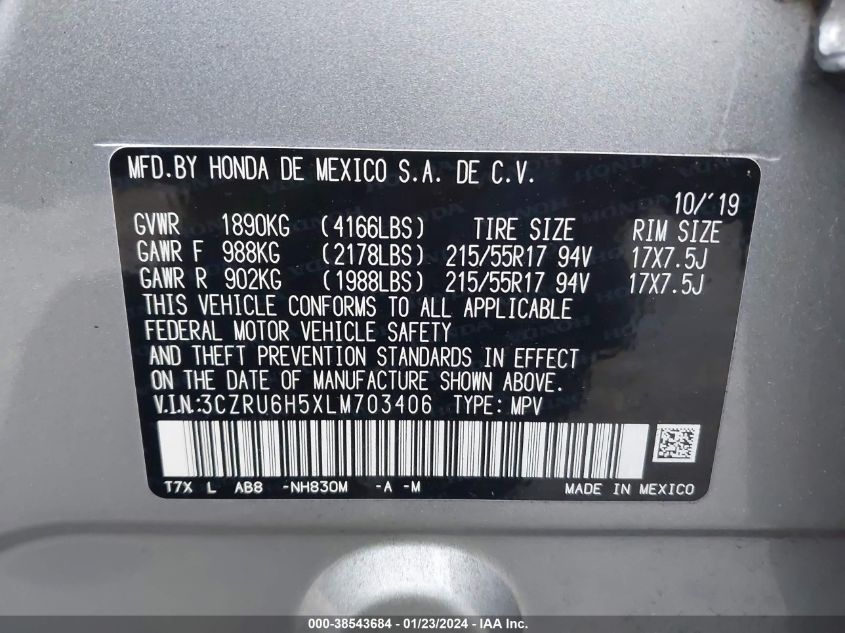 MFD.BY HONDA DE MEXICO S.A. DE C.V.
10/'19
GVWR 1890KG (4166LBS) TIRE SIZE RIM SIZE
GAWR F 988KG (2178LBS) 215/55R17 94V 17X7.5J
GAWR R 902KG (1988LBS) 215/55R17 94V 17X7.5J
THIS VEHICLE CONFORMS TO ALL APPLICABLE
FEDERAL MOTOR VEHICLE SAFETY
AND THEFT PREVENTION STANDARDS IN EFFECT
ON THE DATE OF MANUFACTURE SHOWN ABOVE.
V.I.N.:3CZRU6H5XLM703406 TYPE: MPV
T7X L AB8 -NH830M -A -M MADE IN MEXICO
000-38543684 / 01/23/2024 - IAA Inc.